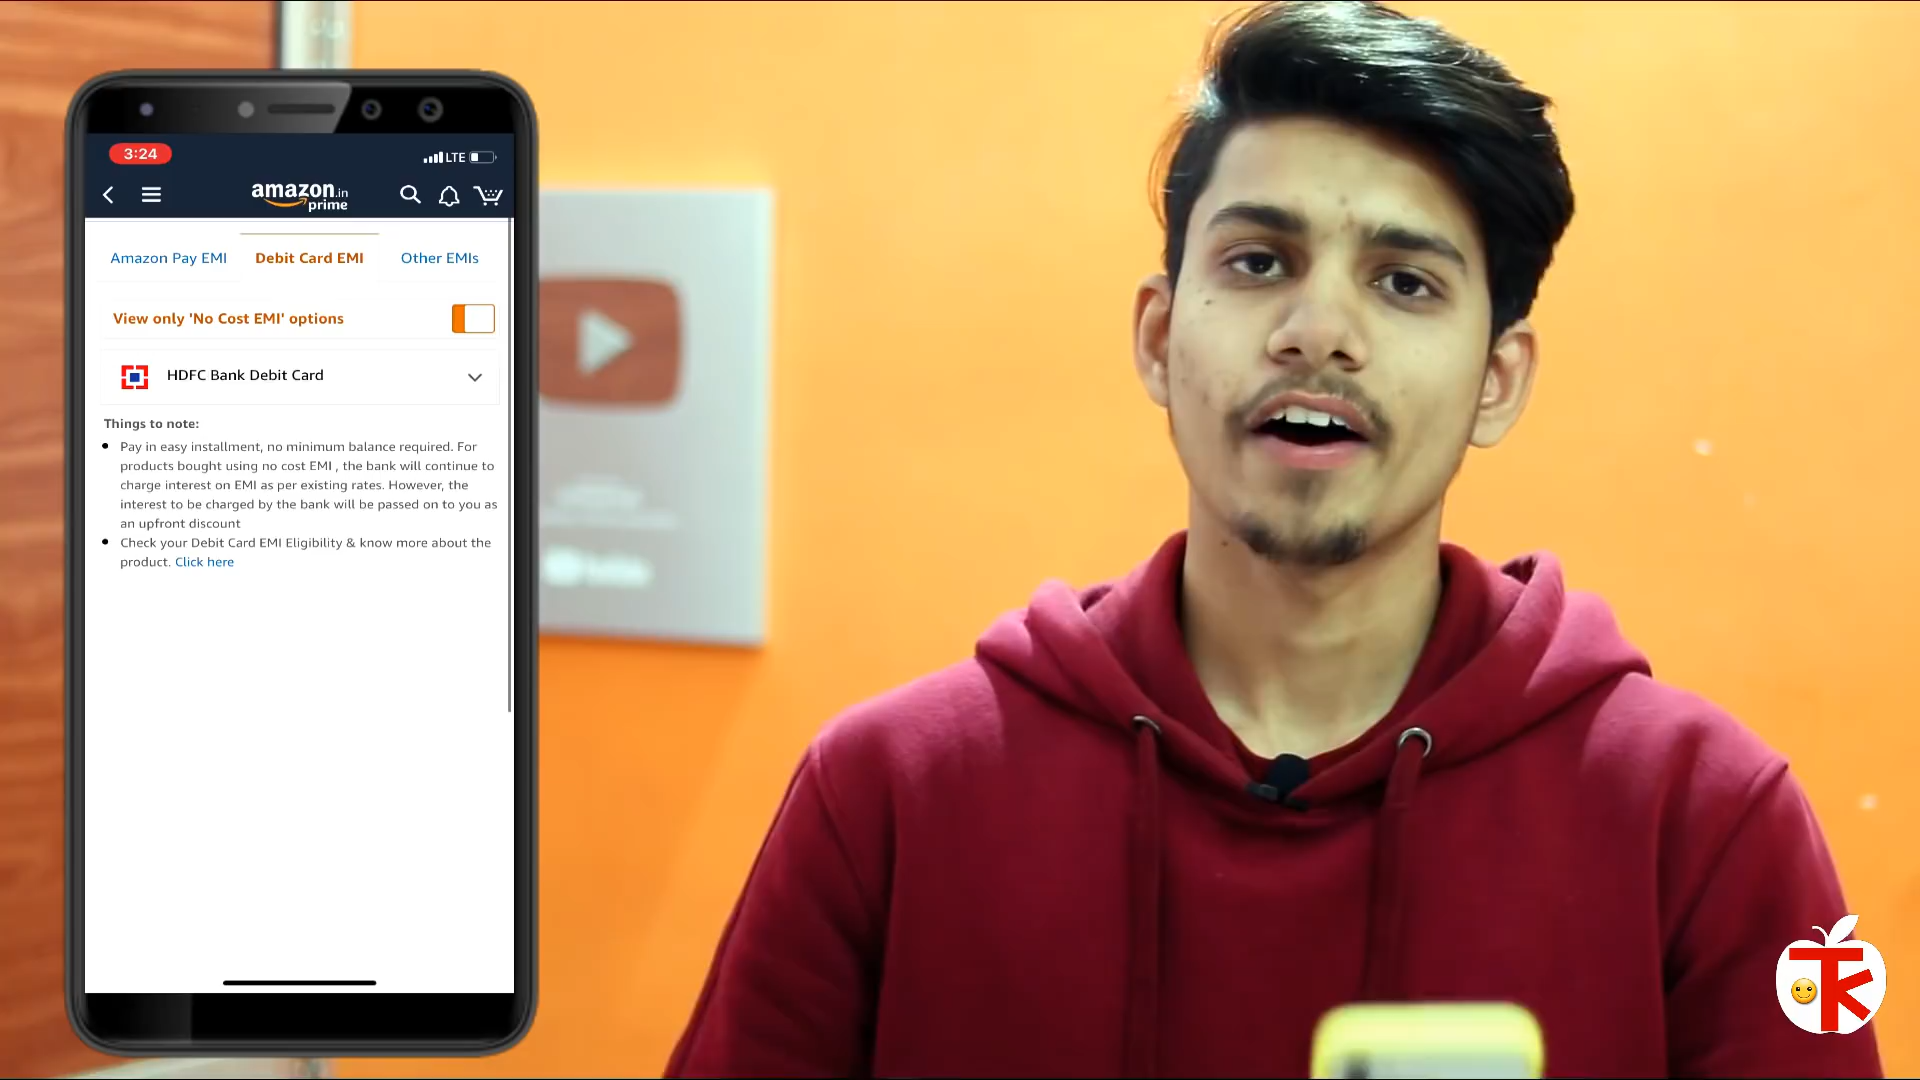 3:24
LTE
amazon.in
prime
Amazon Pay EMI
Debit Card EMI
Other EMIs
View only 'No Cost EMI' options
HDFC Bank Debit Card
Things to note:
Pay in easy installment, no minimum balance required. For
products bought using no cost EMI , the bank will continue to
charge interest on EMI as per existing rates. However, the
interest to be charged by the bank will be passed on to you as
an upfront discount
Check your Debit Card EMI Eligibility & know more about the
product. Click here
TK